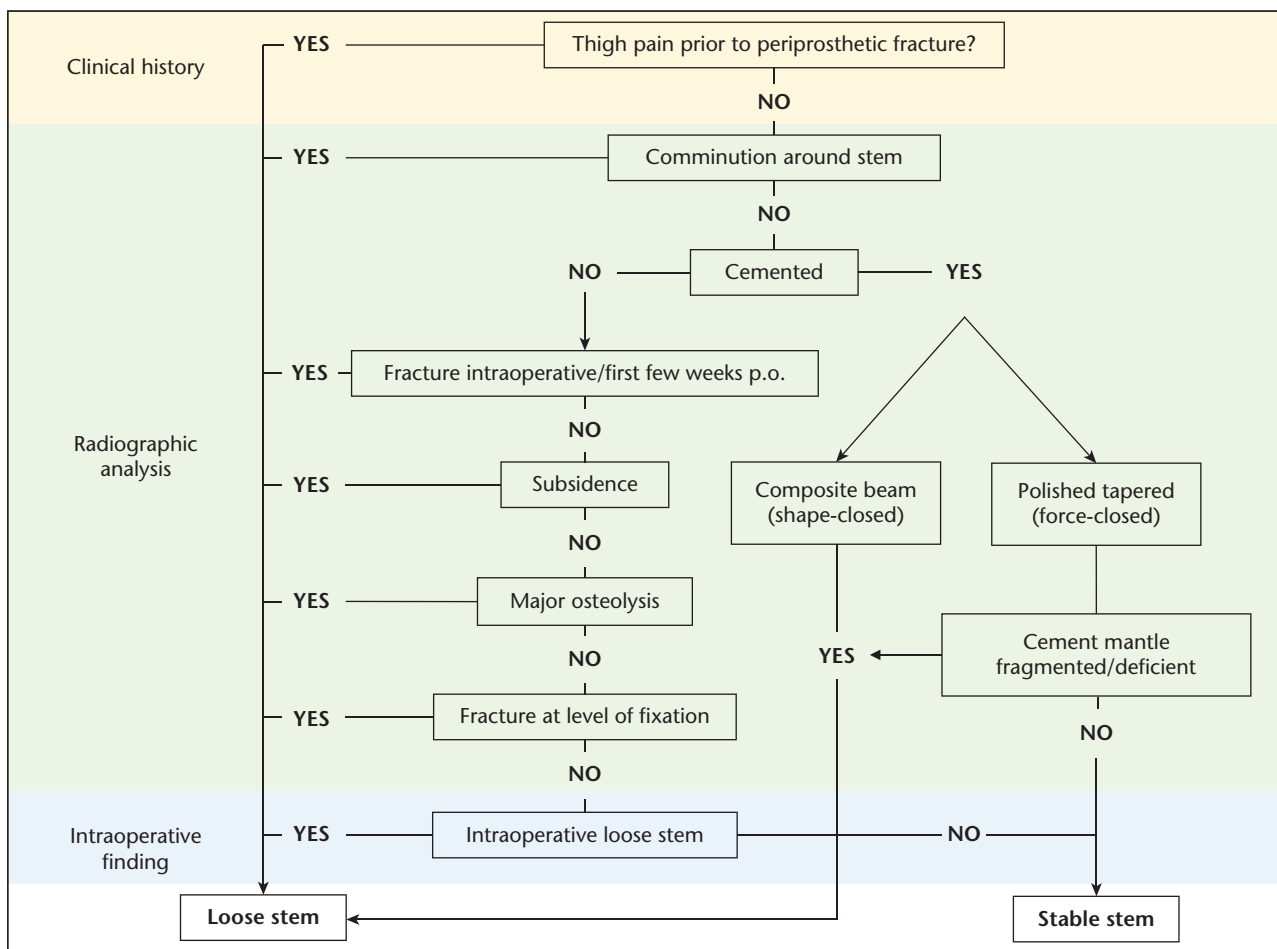 YES
Thigh pain prior to periprosthetic fracture?
Clinical history
NO
YES
Comminution around stem
NO
NO
Cemented
YES
YES
Fracture intraoperative/first few weeks p.o.
NO
Radiographic
analysis
YES
Subsidence
Composite beam
(shape-closed)
Polished tapered
(force-closed)
NO
YES
Major osteolysis
NO
YES
Cement mantle
fragmented/deficient
YES
Fracture at level of fixation
NO
NO
Intraoperative
finding
YES
Intraoperative loose stem
NO
Loose stem
Stable stem